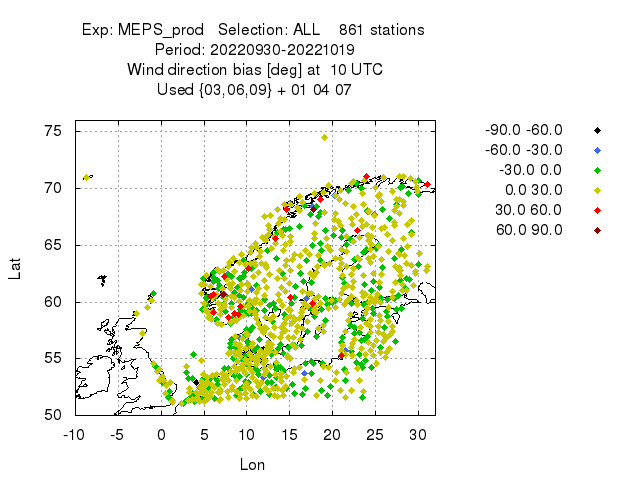 Exp: MEPS_prod Selection: ALL 861 stations
Period: 20220930-20221019
Wind direction bias [deg] at 10 UTC
Used {03,06,09} + 01 04 07
75
70
65
60
55
50
-10 -5 0 5 10 15 20 25 30
Lat
Lon
-90.0 -60.0
-60.0 -30.0
-30.0 0.0
0.0 30.0
30.0 60.0
60.0 90.0